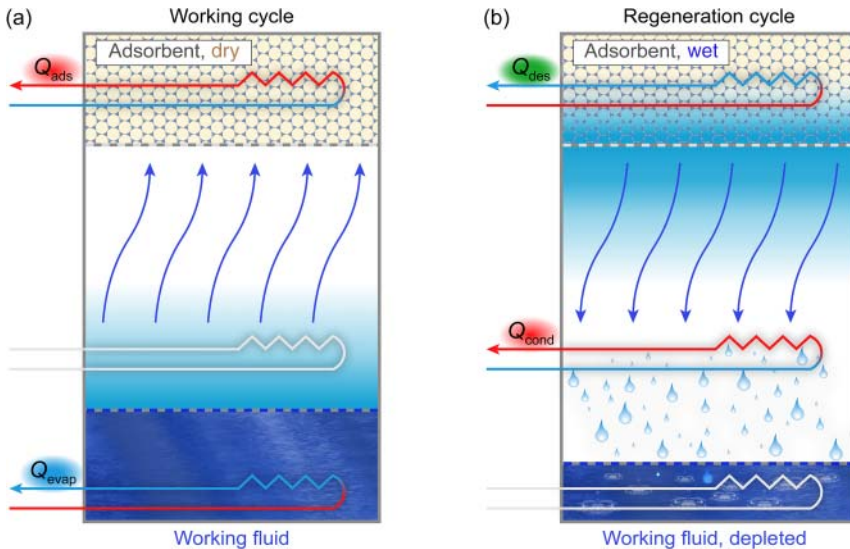 (a)
Working cycle
Adsorbent, dry
Qads
Qevap
Working fluid
(b)
Regeneration cycle
Adsorbent, wet
Qdes
Qcond
Working fluid, depleted